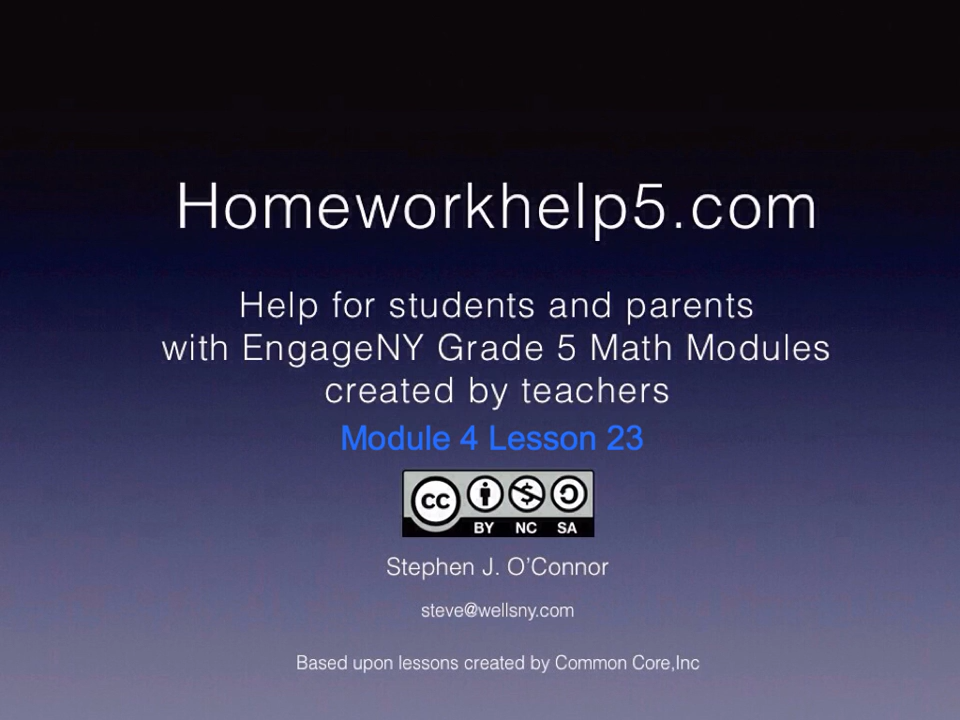 Homeworkhelp5.com
Help for students and parents
with EngageNY Grade 5 Math Modules
created by teachers
Module 4 Lesson 23
cc
BY NC SA
Stephen J. O’Connor
steve@wellsny.com
Based upon lessons created by Common Core,Inc